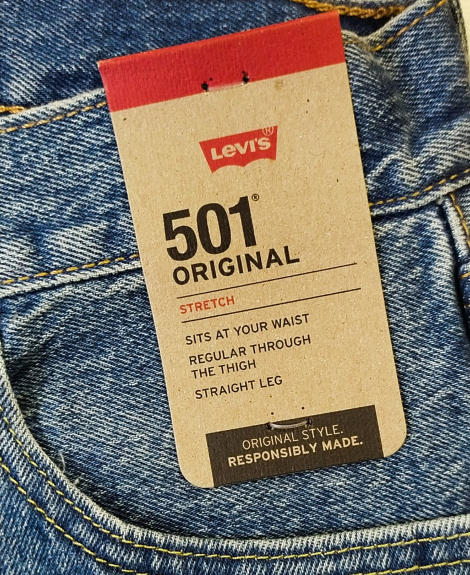 LEVI'S®
501®
ORIGINAL
STRETCH
SITS AT YOUR WAIST
REGULAR THROUGH
THE THIGH
STRAIGHT LEG
ORIGINAL STYLE.
RESPONSIBLY MADE.